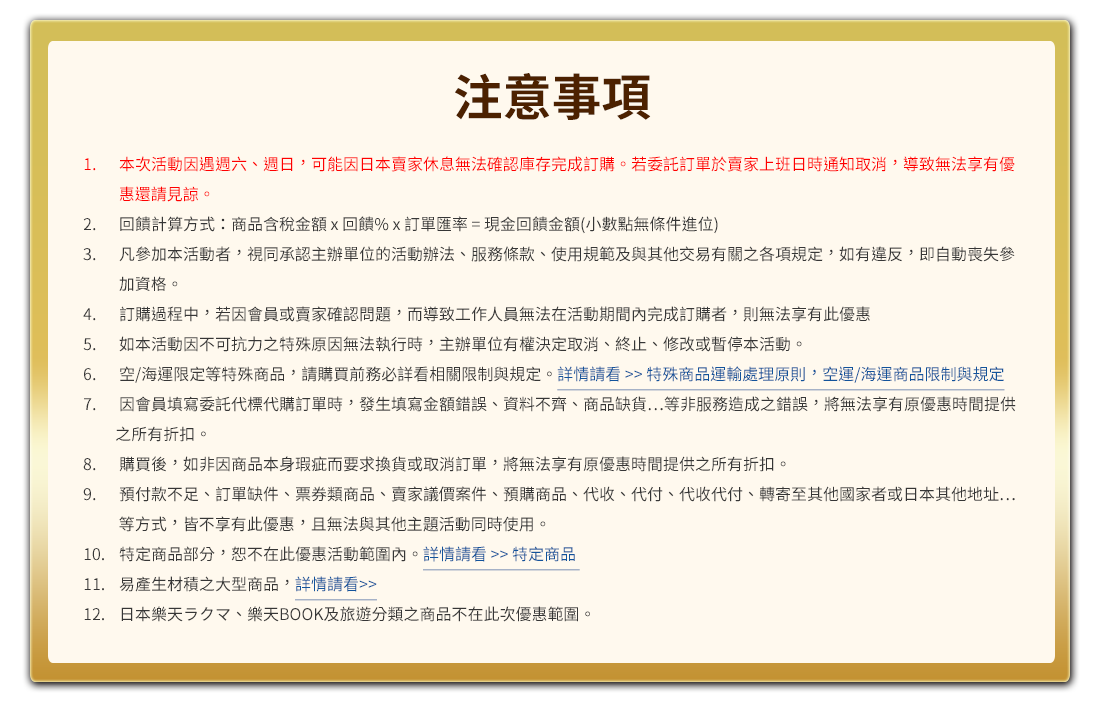 注意事項
1. 本次活動因遇週六、週日，可能因日本賣家休息無法確認庫存完成訂購。若委託訂單於賣家上班日時通知取消，導致無法享有優
惠還請見諒。
2. 回饋計算方式：商品含稅金額 x 回饋% x 訂單匯率 = 現金回饋金額(小數點無條件進位)
3. 凡參加本活動者，視同承認主辦單位的活動辦法、服務條款、使用規範及與其他交易有關之各項規定，如有違反，即自動喪失參
加資格。
4. 訂購過程中，若因會員或賣家確認問題，而導致工作人員無法在活動期間內完成訂購者，則無法享有此優惠
5. 如本活動因不可抗力之特殊原因無法執行時，主辦單位有權決定取消、終止、修改或暫停本活動。
6. 空/海運限定等特殊商品，請購買前務必詳看相關限制與規定。詳情請看 >> 特殊商品運輸處理原則，空運/海運商品限制與規定
7. 因會員填寫委託代標代購訂單時，發生填寫金額錯誤、資料不齊、商品缺貨…等非服務造成之錯誤，將無法享有原優惠時間提供
之所有折扣。
8. 購買後，如非因商品本身瑕疵而要求換貨或取消訂單，將無法享有原優惠時間提供之所有折扣。
9. 預付款不足、訂單缺件、票券類商品、賣家議價案件、預購商品、代收、代付、代收代付、轉寄至其他國家者或日本其他地址…
等方式，皆不享有此優惠，且無法與其他主題活動同時使用。
10. 特定商品部分，恕不在此優惠活動範圍內。詳情請看 >> 特定商品
11. 易產生材積之大型商品，詳情請看>>
12. 日本樂天ラクマ、樂天BOOK及旅遊分類之商品不在此次優惠範圍。